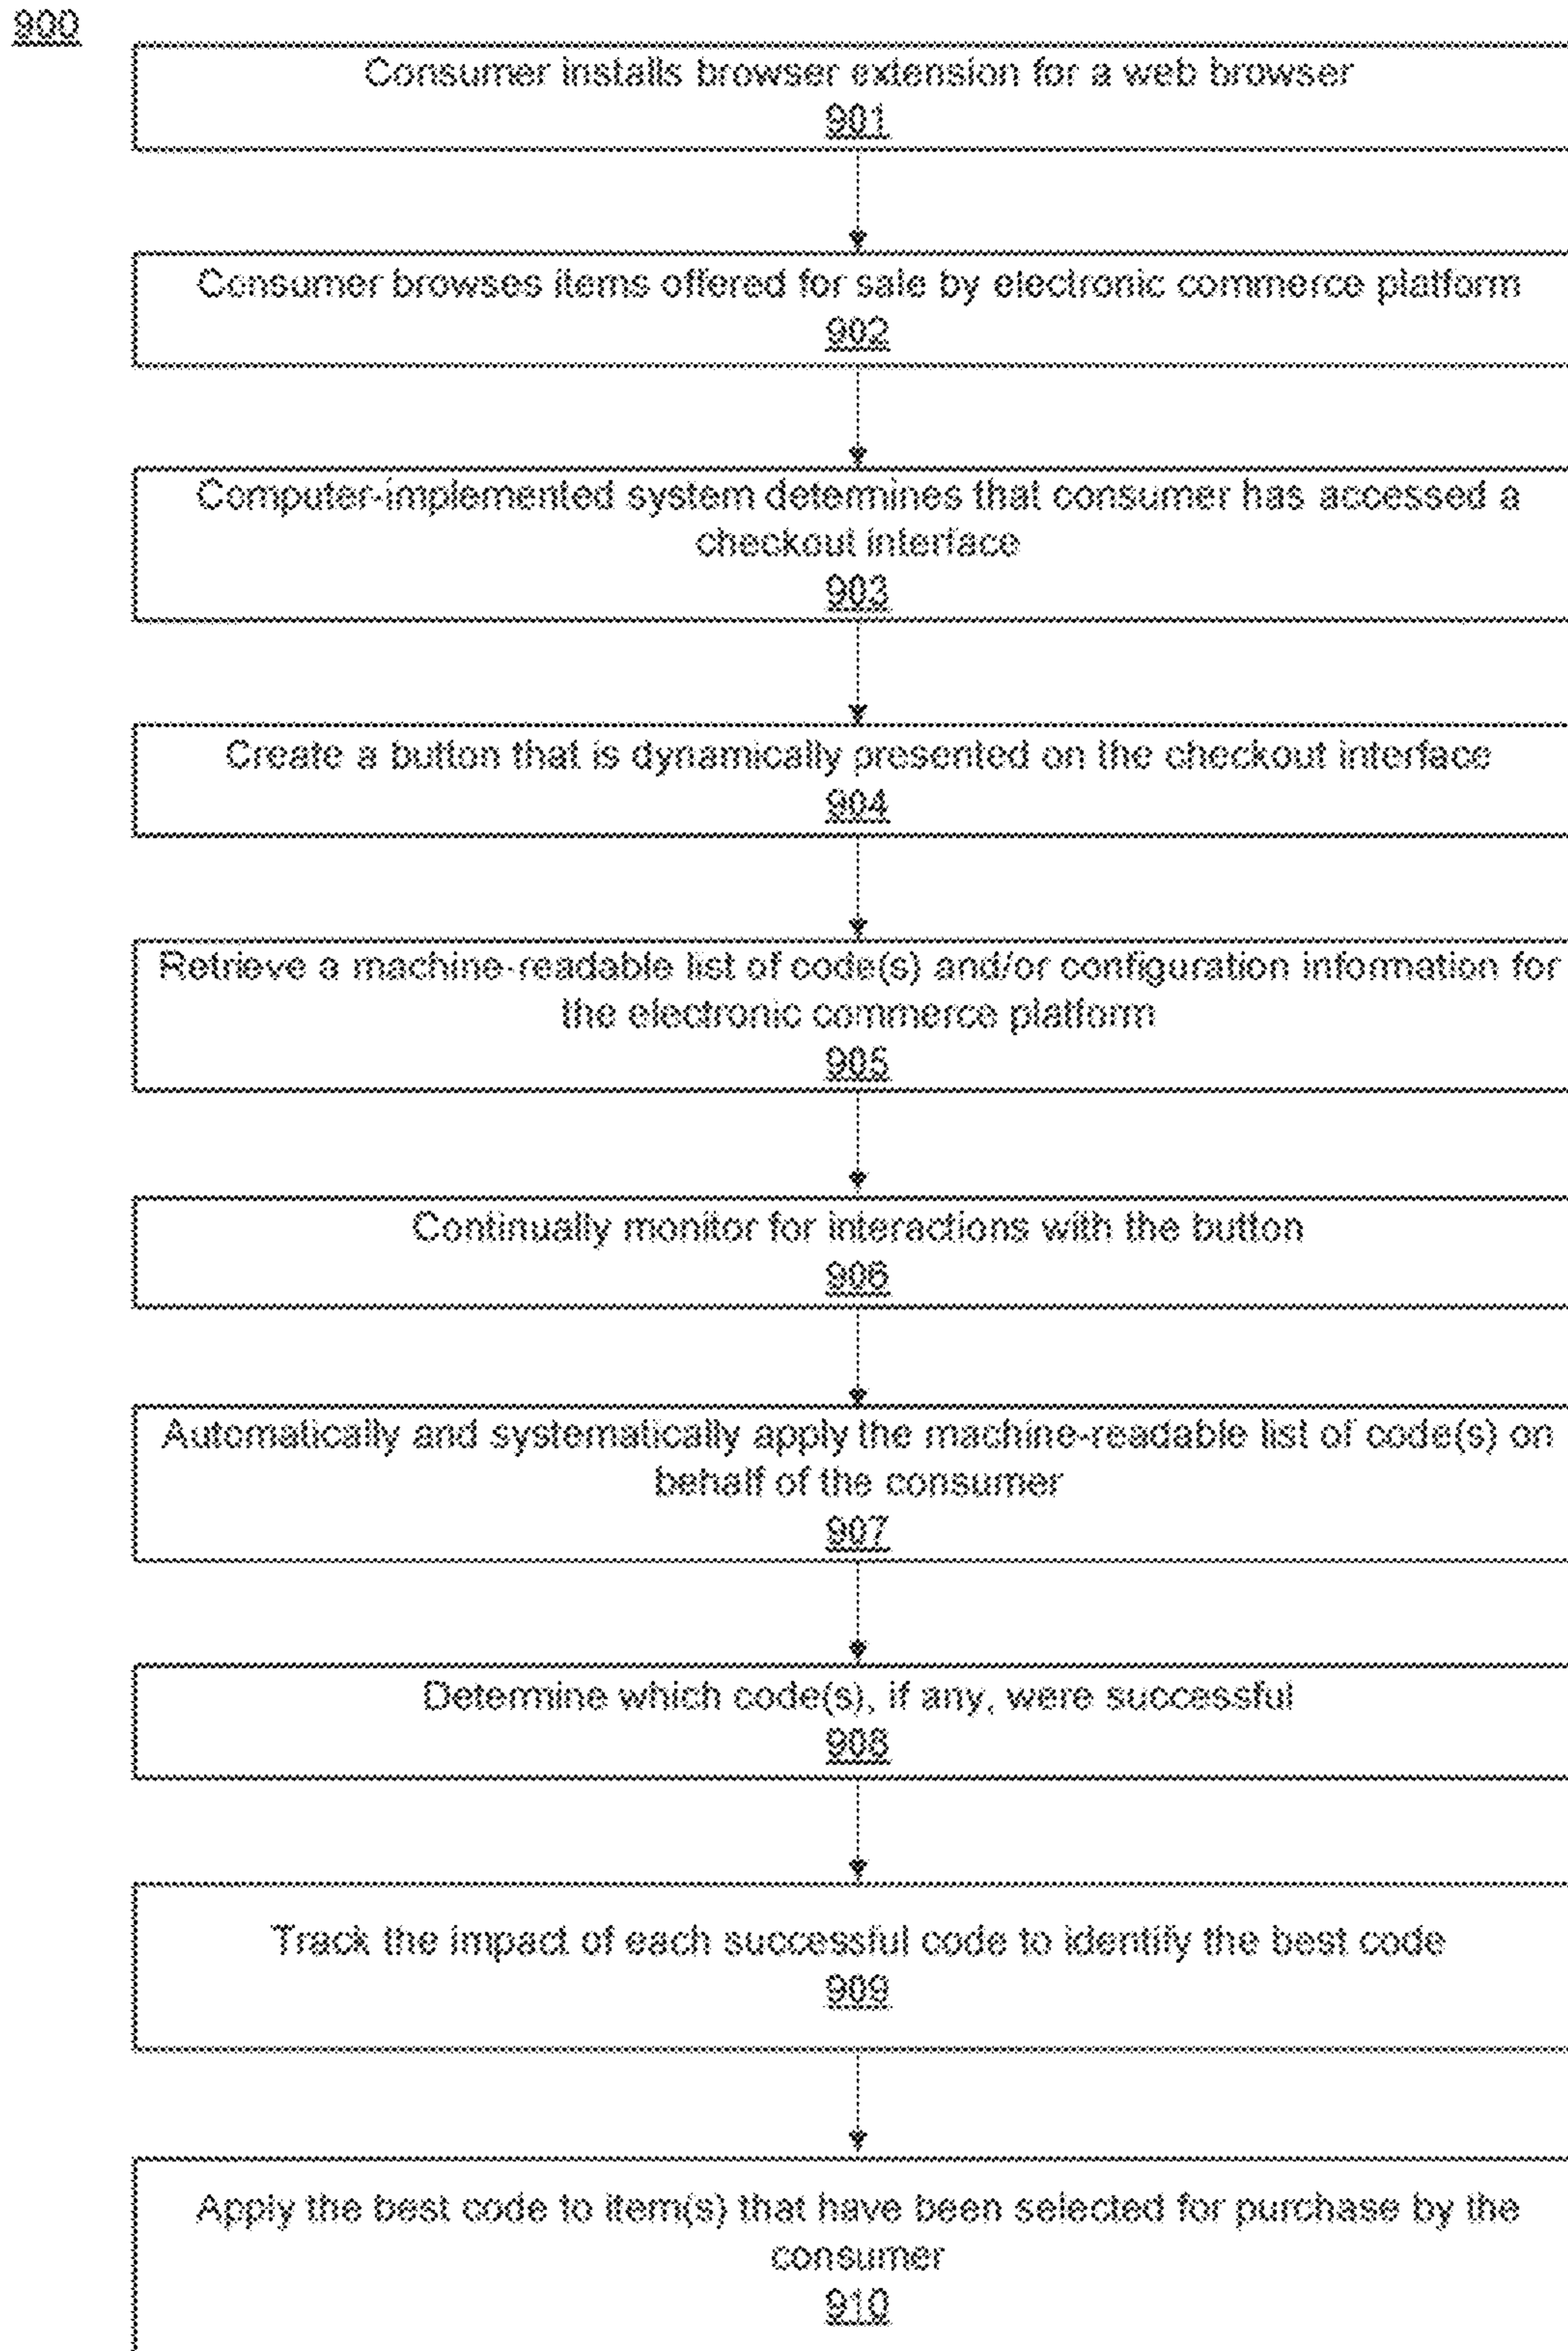 900
Consumer installs browser extension for a web browser
901
Consumer browses items offered for sale by electronic commerce platform
902
Computer-implemented system determines that consumer has accessed a
checkout interface
903
Create a button that is dynamically presented on the checkout interface
904
Retrieve a machine-readable list of code(s) and/or configuration information for
the electronic commerce platform
905
Continually monitor for interactions with the button
906
Automatically and systematically apply the machine-readable list of code(s) on
behalf of the consumer
907
Determine which code(s), if any, were successful
908
Track the impact of each successful code to identify the best code
909
Apply the best code to item(s) that have been selected for purchase by the
consumer
910